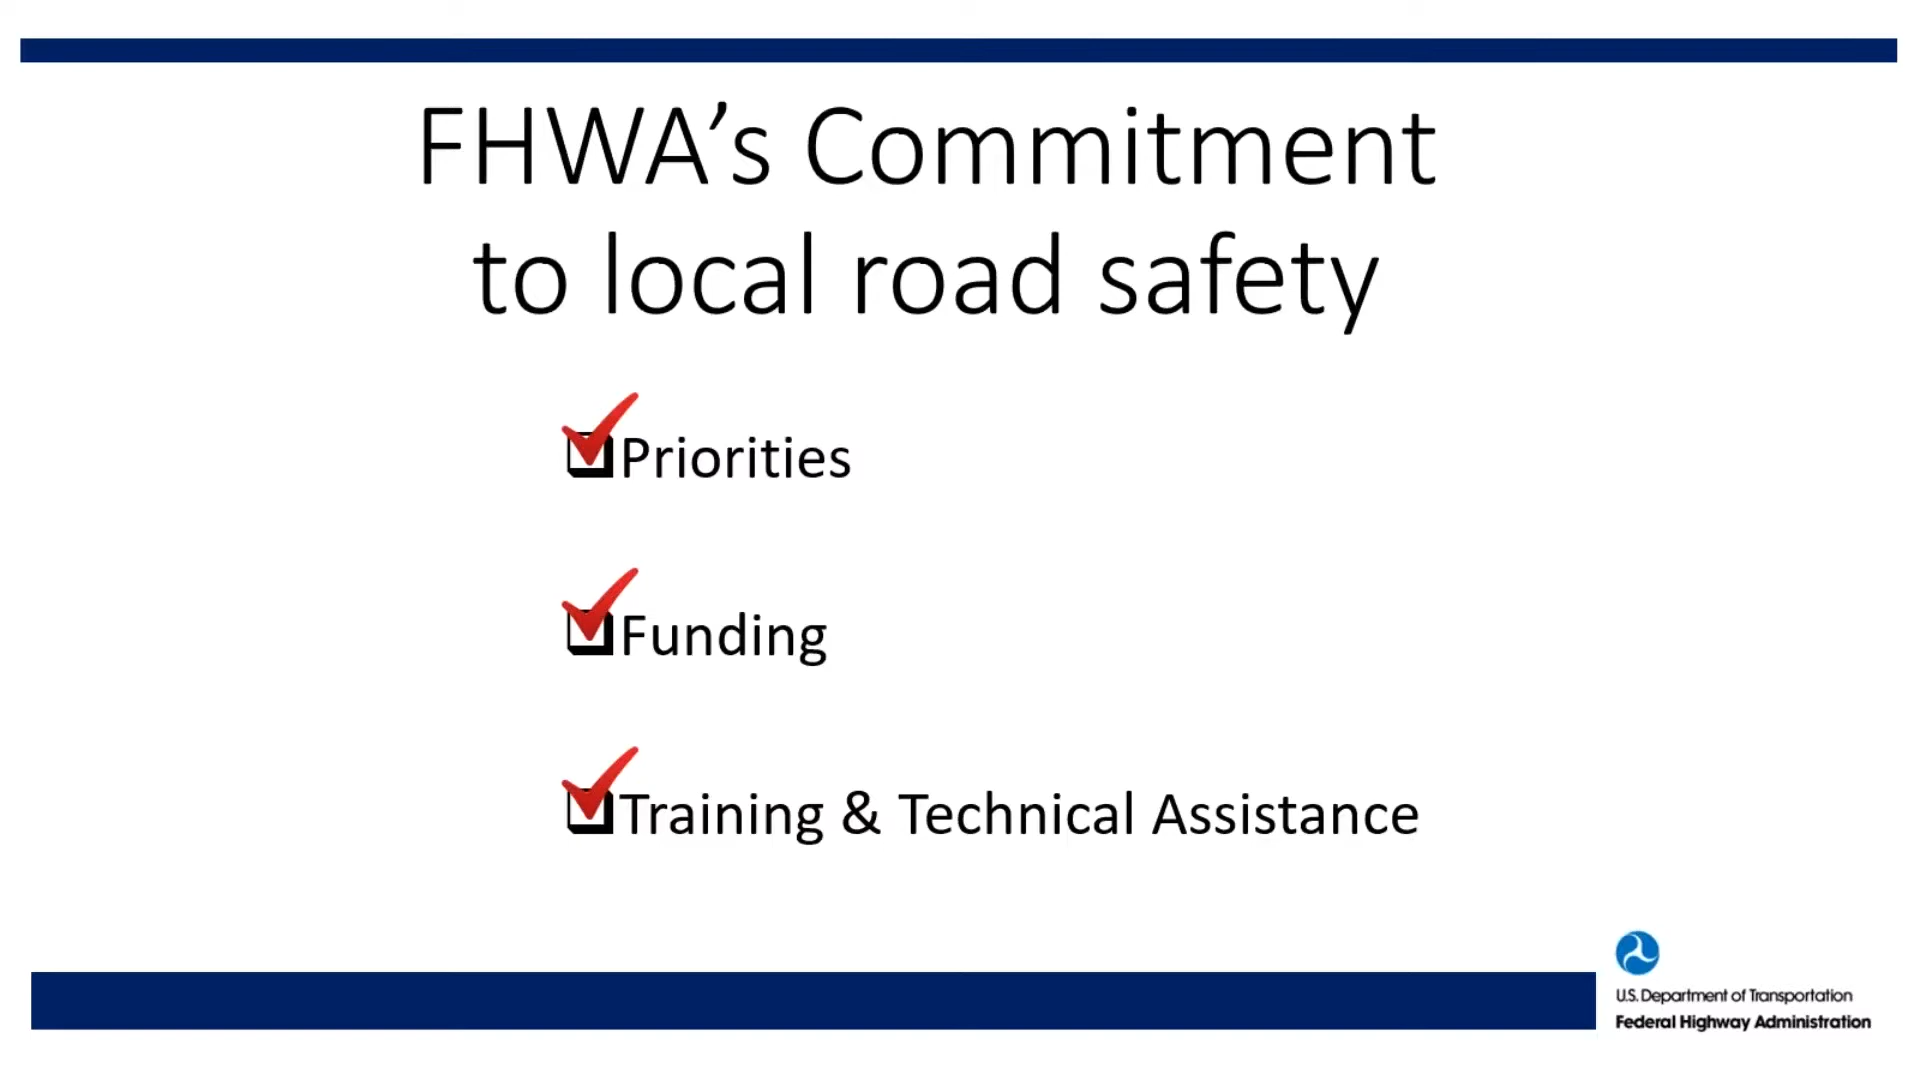 FHWA’s Commitment
to local road safety
Priorities
Funding
Training & Technical Assistance
U.S. Department of Transportation
Federal Highway Administration